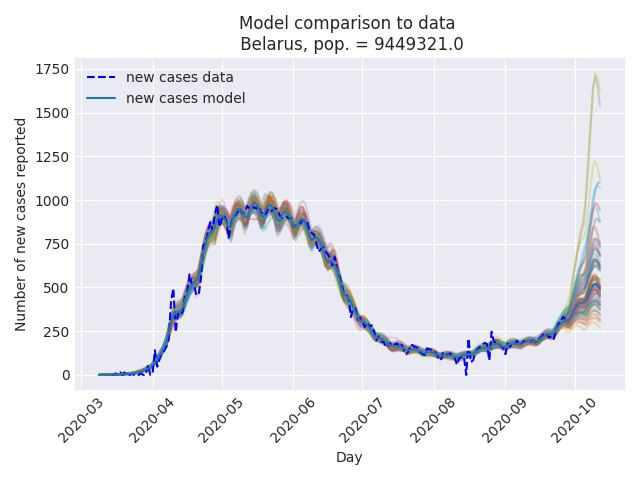 Model comparison to data
Belarus, pop. = 9449321.0
new cases data
new cases model
Number of new cases reported
1750
1500
1250
1000
750
500
250
0
2020-03
2020-04
2020-05
2020-06
2020-07
2020-08
2020-09
2020-10
Day